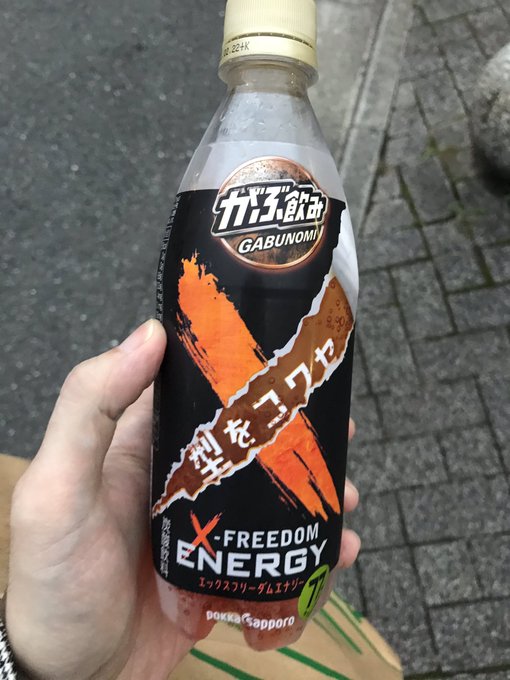 がぶ飲み
GABUNOMI
型をコワセ
X-FREEDOM
ENERGY
エックスフリーダムエナジー
炭酸飲料
pokka sapporo